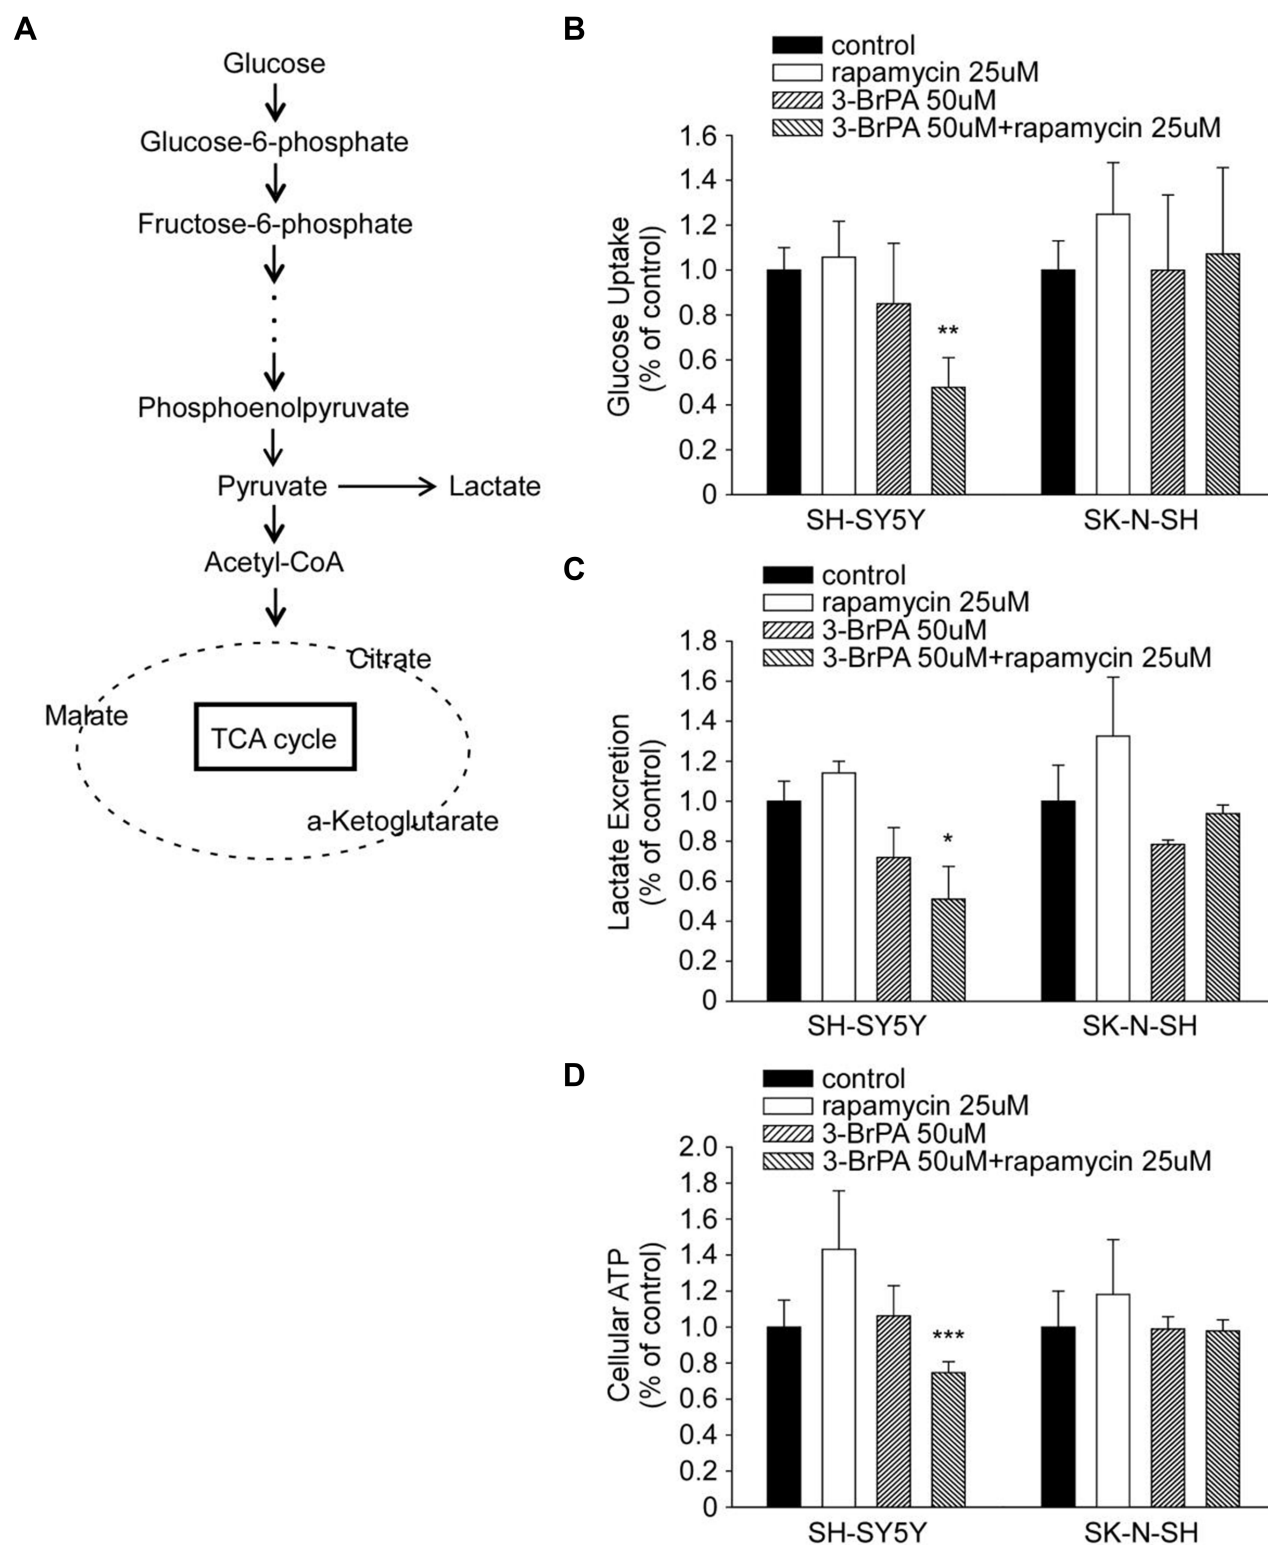 A
Glucose
Glucose-6-phosphate
Fructose-6-phosphate
Phosphoenolpyruvate
Pyruvate
Lactate
Acetyl-CoA
Citrate
Malate
TCA cycle
a-Ketoglutarate
B
control
rapamycin 25uM
3-BrPA 50uM
3-BrPA 50uM+rapamycin 25uM
Glucose Uptake
(% of control)
1.6
1.4
1.2
1.0
0.8
0.6
0.4
0.2
0
**
SH-SY5Y
SK-N-SH
C
control
rapamycin 25uM
3-BrPA 50uM
3-BrPA 50uM+rapamycin 25uM
Lactate Excretion
(% of control)
1.8
1.6
1.4
1.2
1.0
0.8
0.6
0.4
0.2
0
*
SH-SY5Y
SK-N-SH
D
control
rapamycin 25uM
3-BrPA 50uM
3-BrPA 50uM+rapamycin 25uM
Cellular ATP
(% of control)
2.0
1.8
1.6
1.4
1.2
1.0
0.8
0.6
0.4
0.2
0
***
SH-SY5Y
SK-N-SH